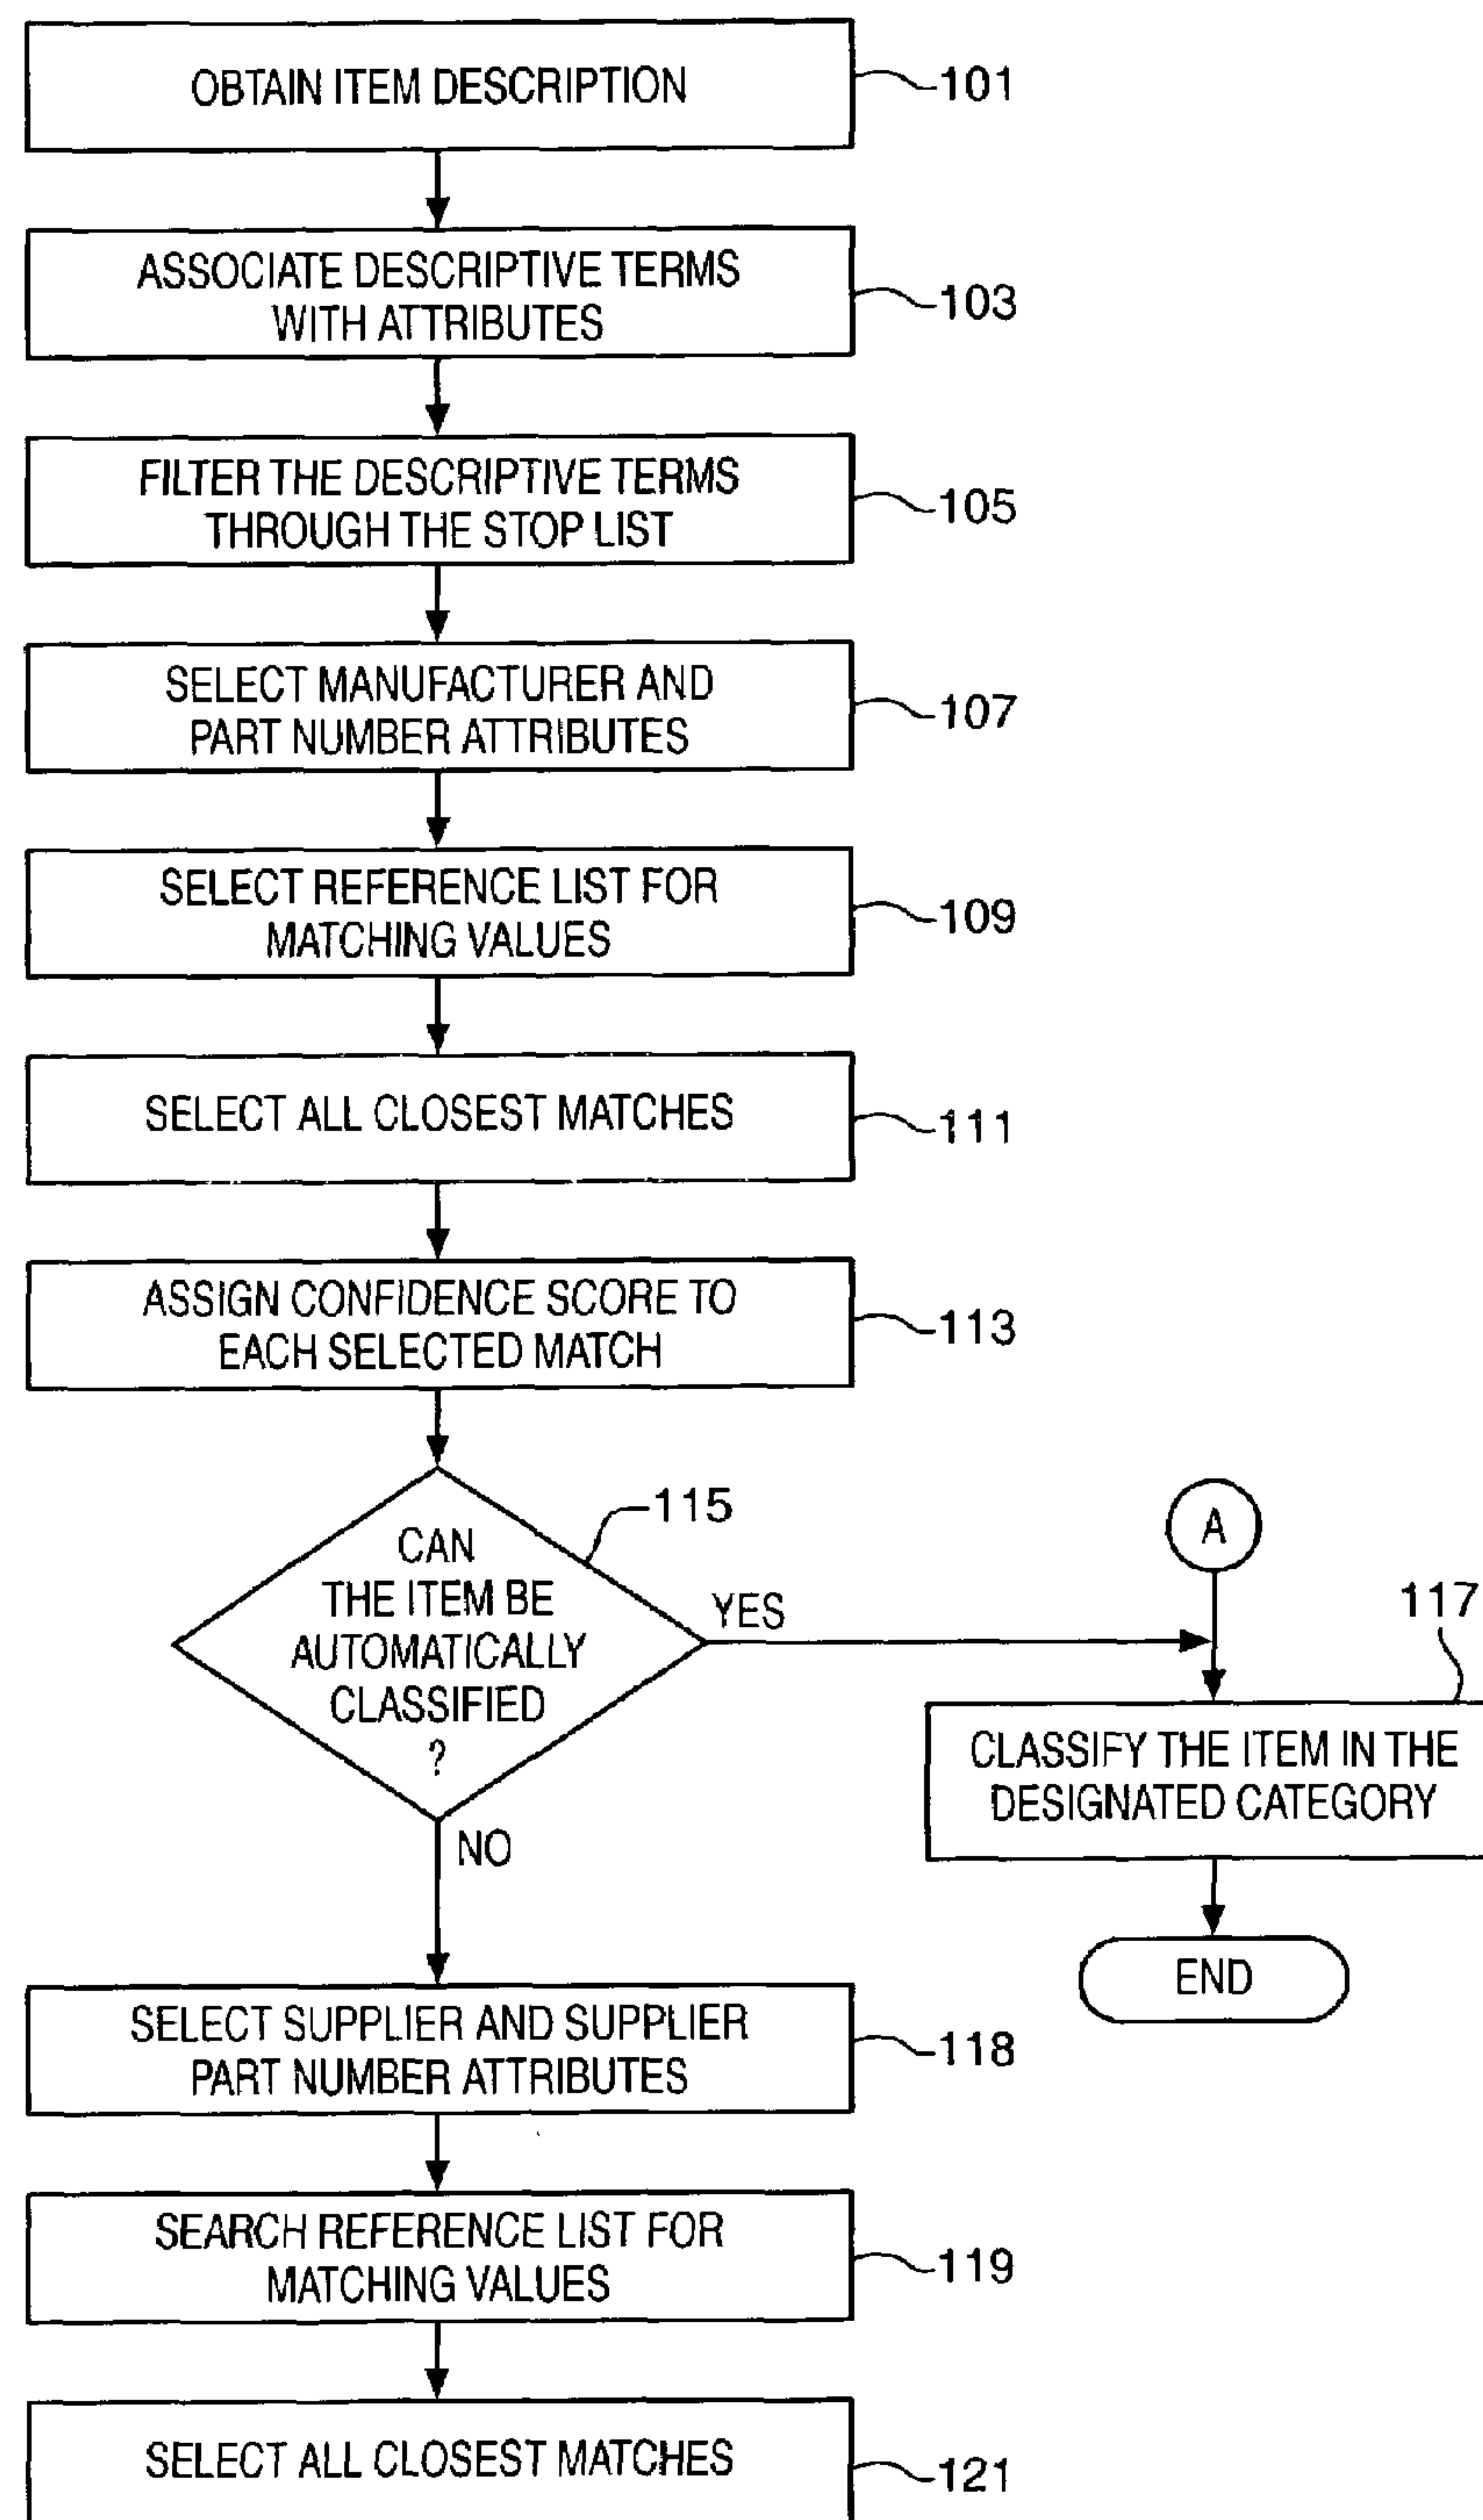 OBTAIN ITEM DESCRIPTION
101
ASSOCIATE DESCRIPTIVE TERMS
WITH ATTRIBUTES
103
FILTER THE DESCRIPTIVE TERMS
THROUGH THE STOP LIST
105
SELECT MANUFACTURER AND
PART NUMBER ATTRIBUTES
107
SELECT REFERENCE LIST FOR
MATCHING VALUES
109
SELECT ALL CLOSEST MATCHES
111
ASSIGN CONFIDENCE SCORE TO
EACH SELECTED MATCH
113
CAN
THE ITEM BE
AUTOMATICALLY
CLASSIFIED
?
115
YES
NO
A
117
CLASSIFY THE ITEM IN THE
DESIGNATED CATEGORY
END
SELECT SUPPLIER AND SUPPLIER
PART NUMBER ATTRIBUTES
118
SEARCH REFERENCE LIST FOR
MATCHING VALUES
119
SELECT ALL CLOSEST MATCHES
121